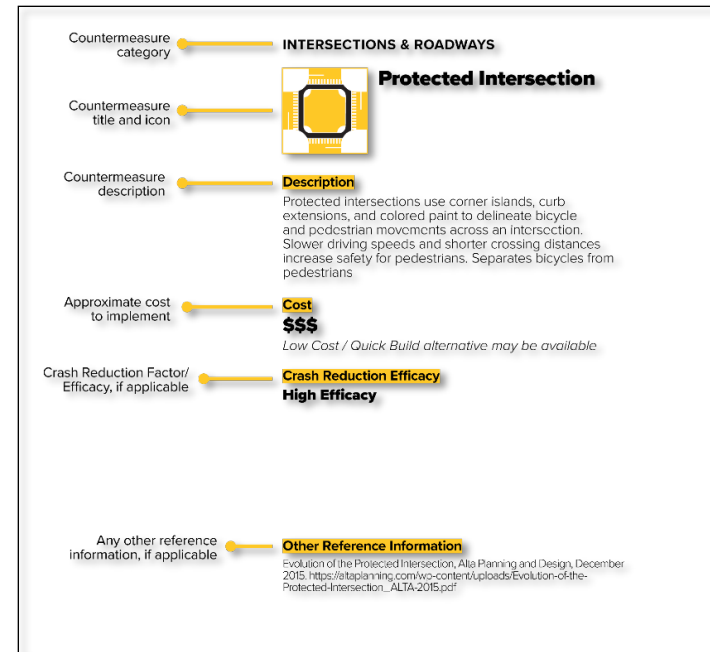 Countermeasure
category
INTERSECTIONS & ROADWAYS
Countermeasure
title and icon
Protected Intersection
Countermeasure
description
Description
Protected intersections use corner islands, curb
extensions, and colored paint to delineate bicycle
and pedestrian movements across an intersection.
Slower driving speeds and shorter crossing distances
increase safety for pedestrians. Separates bicycles from
pedestrians
Approximate cost
to implement
Cost
$$$
Low Cost / Quick Build alternative may be available
Crash Reduction Factor/
Efficacy, if applicable
Crash Reduction Efficacy
High Efficacy
Any other reference
information, if applicable
Other Reference Information
Evolution of the Protected Intersection, Alta Planning and Design, December
2015. https://altaplanning.com/wp-content/uploads/Evolution-of-the-
Protected-Intersection_ALTA-2015.pdf